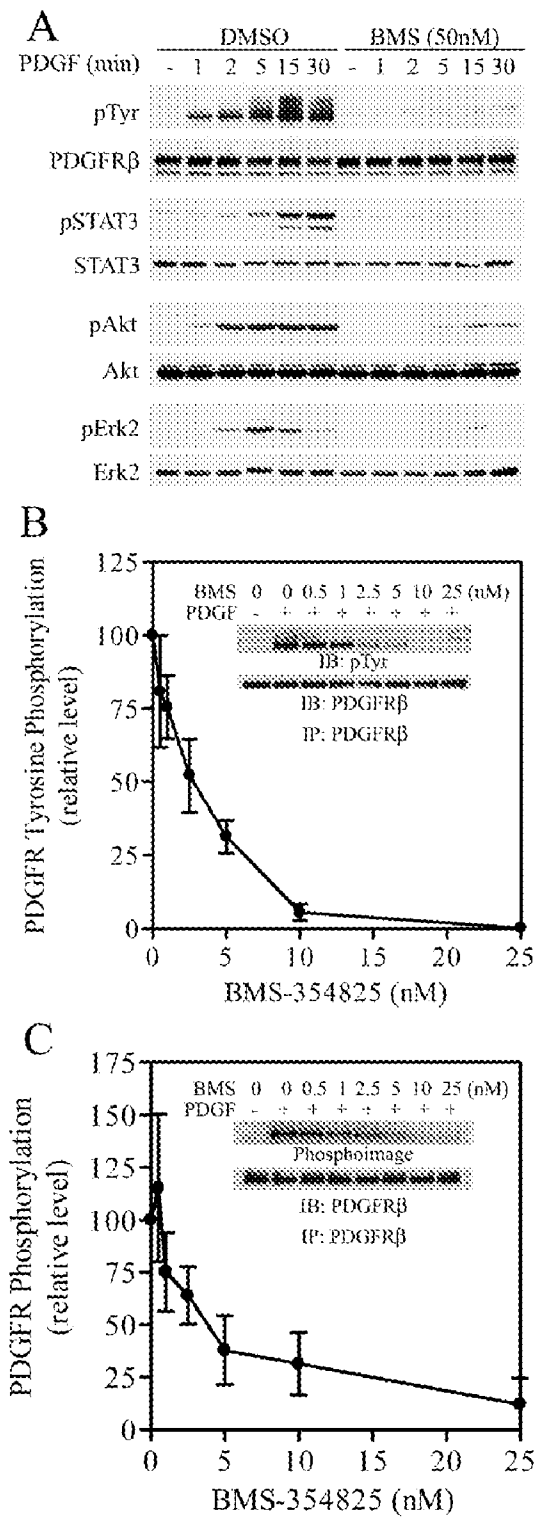 A
DMSO BMS (50nM)
PDGF (min) - 1 2 5 15 30 - 1 2 5 15 30
pTyr
PDGFRβ
pSTAT3
STAT3
pAkt
Akt
pErk2
Erk2
B
PDGFR Tyrosine Phosphorylation
(relative level)
125
100
75
50
25
0
BMS 0 0 0.5 1 2.5 5 10 25 (nM)
PDGF - + + + + + + +
IB: pTyr
IB: PDGFRβ
IP: PDGFRβ
0 5 10 15 20 25
BMS-354825 (nM)
C
PDGFR Phosphorylation
(relative level)
175
150
125
100
75
50
25
0
BMS 0 0 0.5 1 2.5 5 10 25 (nM)
PDGF - + + + + + + +
Phosphoimage
IB: PDGFRβ
IP: PDGFRβ
0 5 10 15 20 25
BMS-354825 (nM)